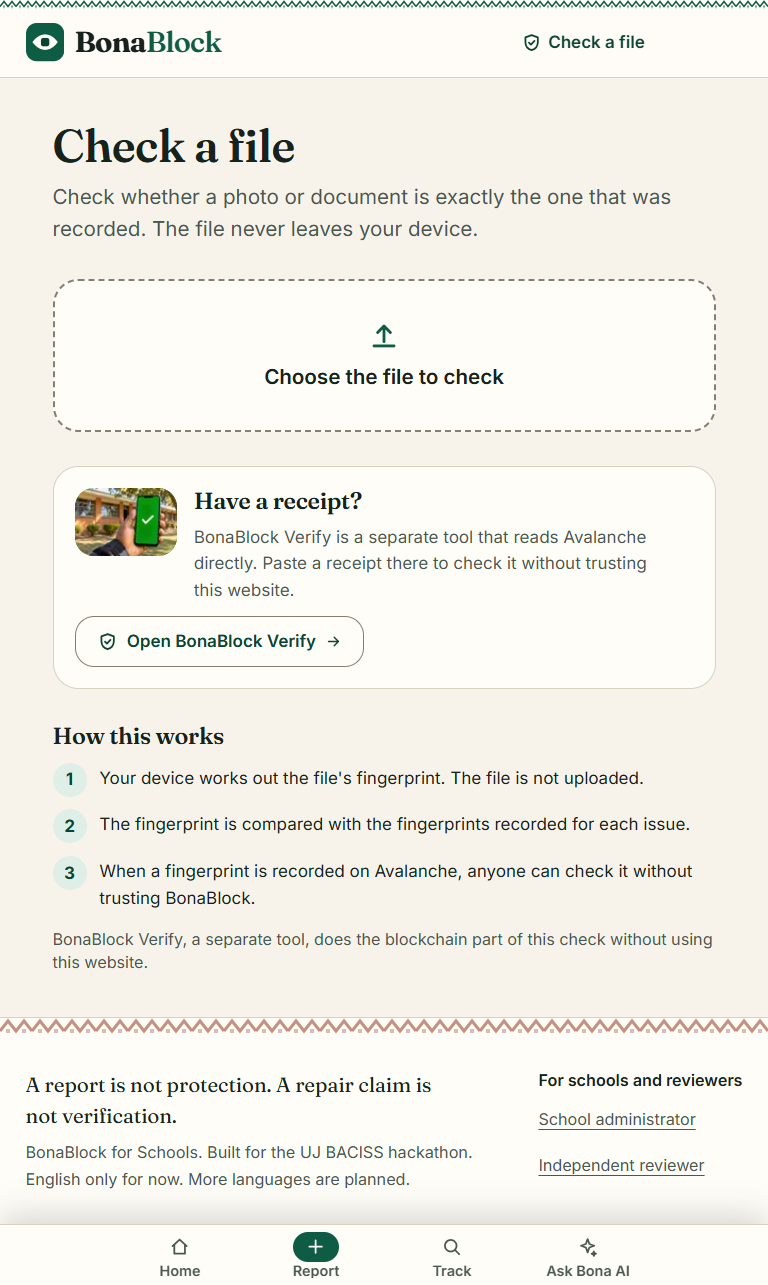 BonaBlock
Check a file
Check a file
Check whether a photo or document is exactly the one that was
recorded. The file never leaves your device.
Choose the file to check
Have a receipt?
BonaBlock Verify is a separate tool that reads Avalanche
directly. Paste a receipt there to check it without trusting
this website.
Open BonaBlock Verify →
How this works
1 Your device works out the file's fingerprint. The file is not uploaded.
2 The fingerprint is compared with the fingerprints recorded for each issue.
3 When a fingerprint is recorded on Avalanche, anyone can check it without
trusting BonaBlock.
BonaBlock Verify, a separate tool, does the blockchain part of this check without using
this website.
A report is not protection. A repair claim is
not verification.
BonaBlock for Schools. Built for the UJ BACISS hackathon.
English only for now. More languages are planned.
For schools and reviewers
School administrator
Independent reviewer
Home
Report
Track
Ask Bona AI